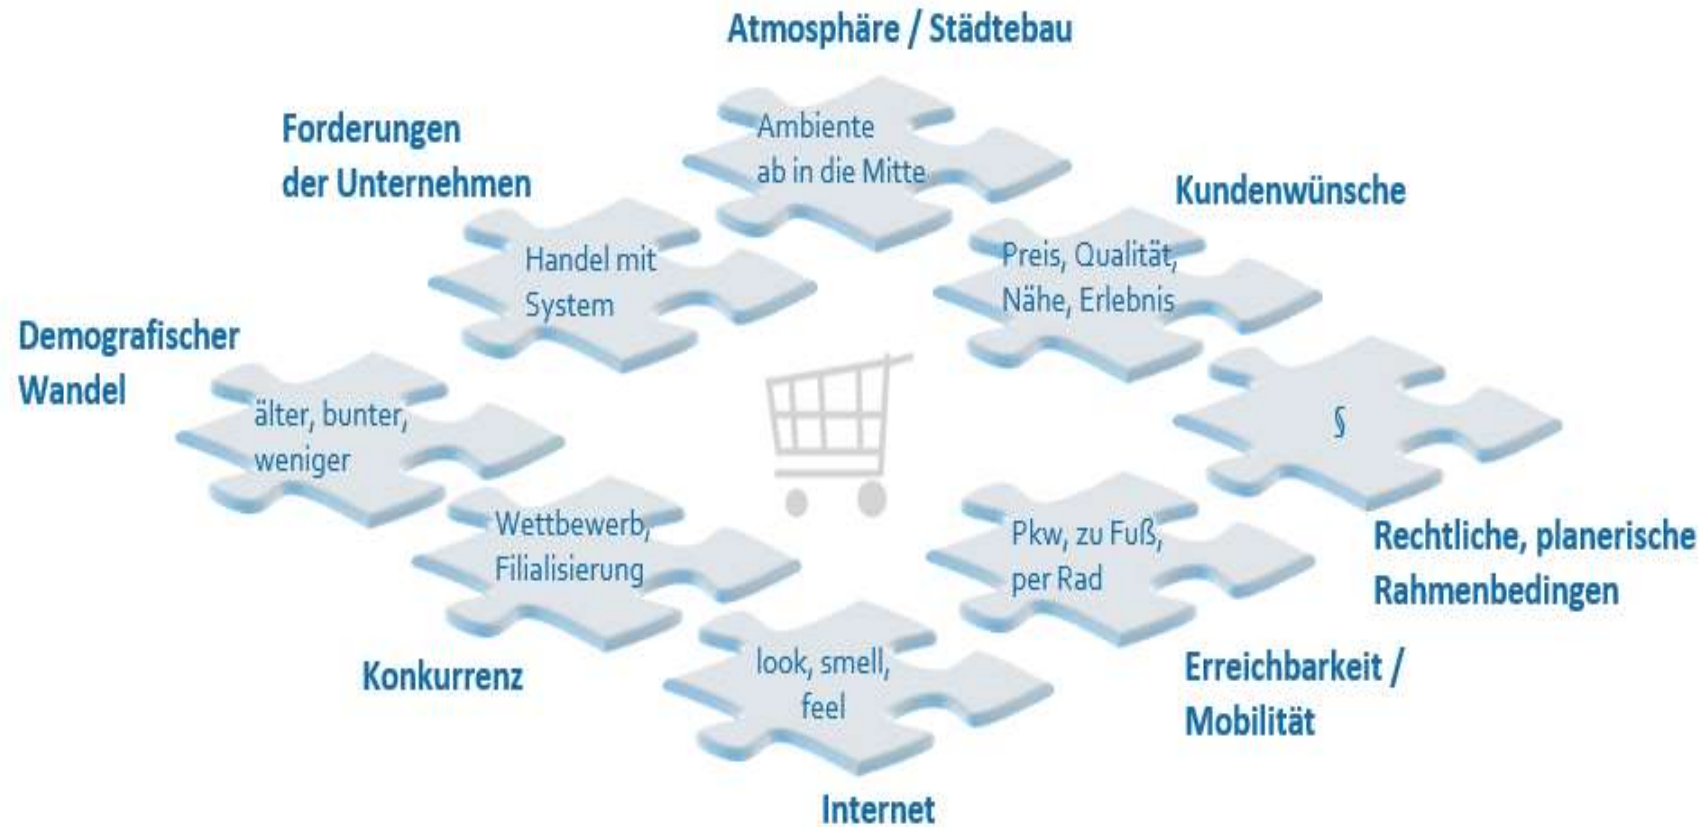 Atmosphäre / Städtebau
Ambiente
ab in die Mitte
Forderungen
der Unternehmen
Handel mit
System
Kundenwünsche
Preis, Qualität,
Nähe, Erlebnis
Demografischer
Wandel
älter, bunter,
weniger
§
Rechtliche, planerische
Rahmenbedingen
Wettbewerb,
Filialisierung
Konkurrenz
Pkw, zu Fuß,
per Rad
Erreichbarkeit /
Mobilität
look, smell,
feel
Internet